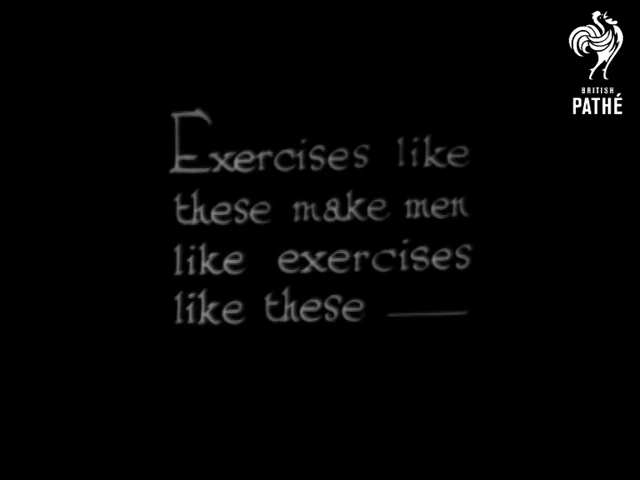 BRITISH
PATHÉ
Exercises like
these make men
like exercises
like these —